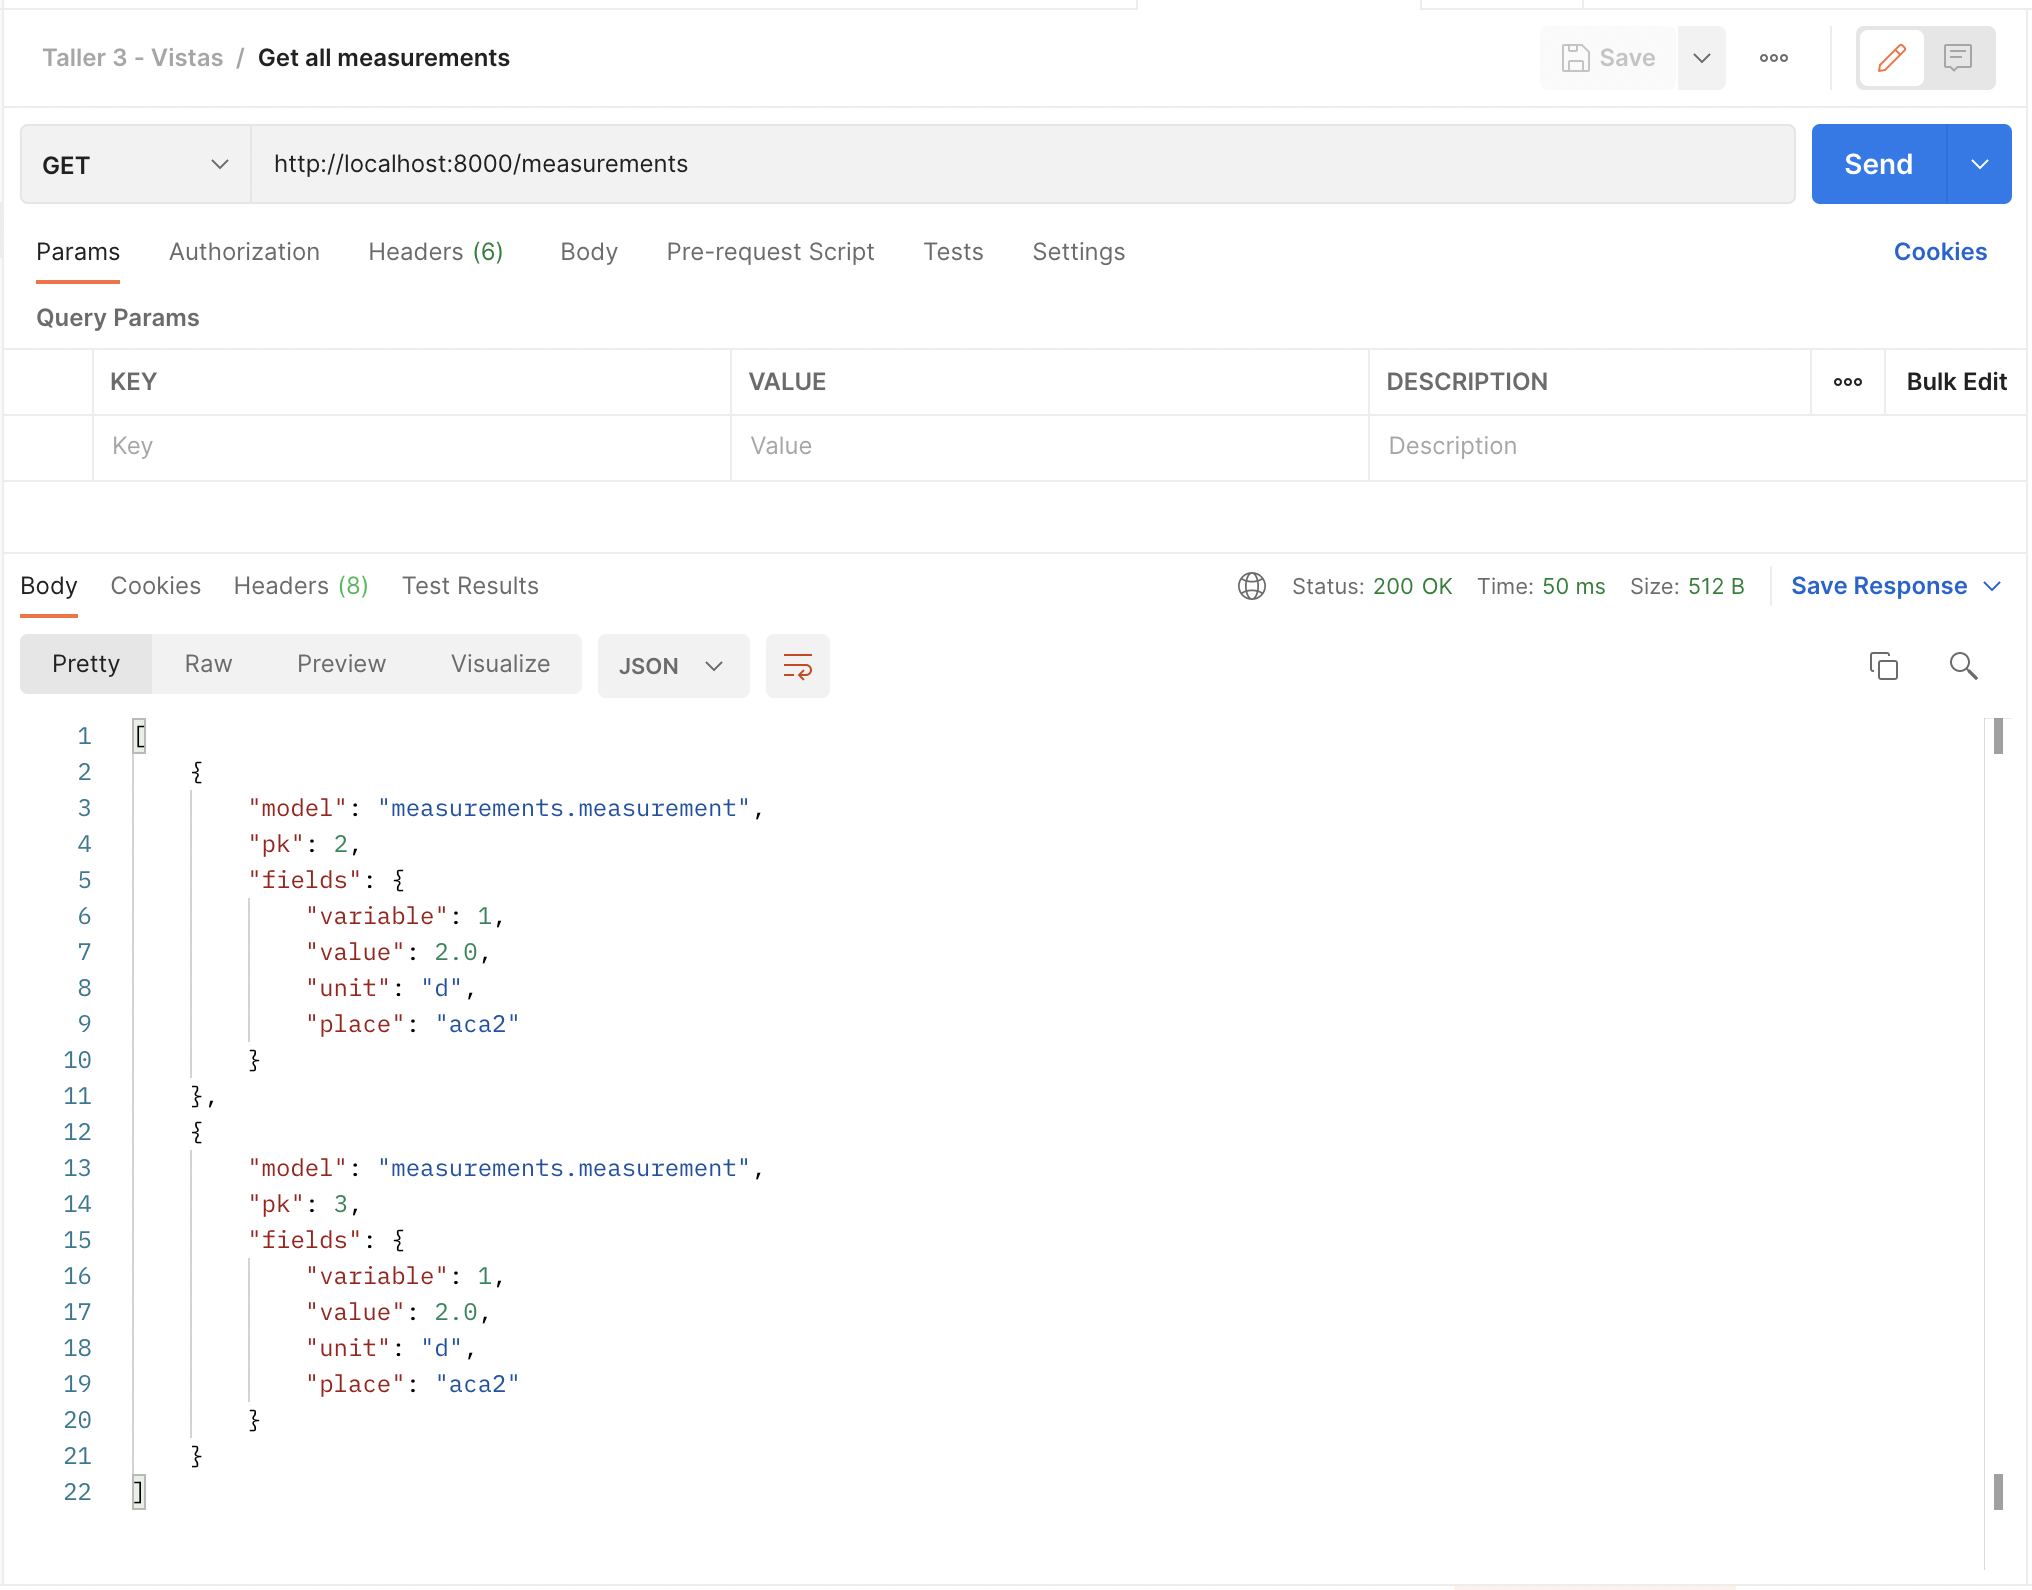 Taller 3 - Vistas / Get all measurements
Save
GET http://localhost:8000/measurements Send
Params Authorization Headers (6) Body Pre-request Script Tests Settings Cookies
Query Params
KEY VALUE DESCRIPTION ooo Bulk Edit
Key Value Description
Body Cookies Headers (8) Test Results Status: 200 OK Time: 50 ms Size: 512 B Save Response
Pretty Raw Preview Visualize JSON
1 [
2 {
3 "model": "measurements.measurement",
4 "pk": 2,
5 "fields": {
6 "variable": 1,
7 "value": 2.0,
8 "unit": "d",
9 "place": "aca2"
10 }
11 },
12 {
13 "model": "measurements.measurement",
14 "pk": 3,
15 "fields": {
16 "variable": 1,
17 "value": 2.0,
18 "unit": "d",
19 "place": "aca2"
20 }
21 }
22 ]